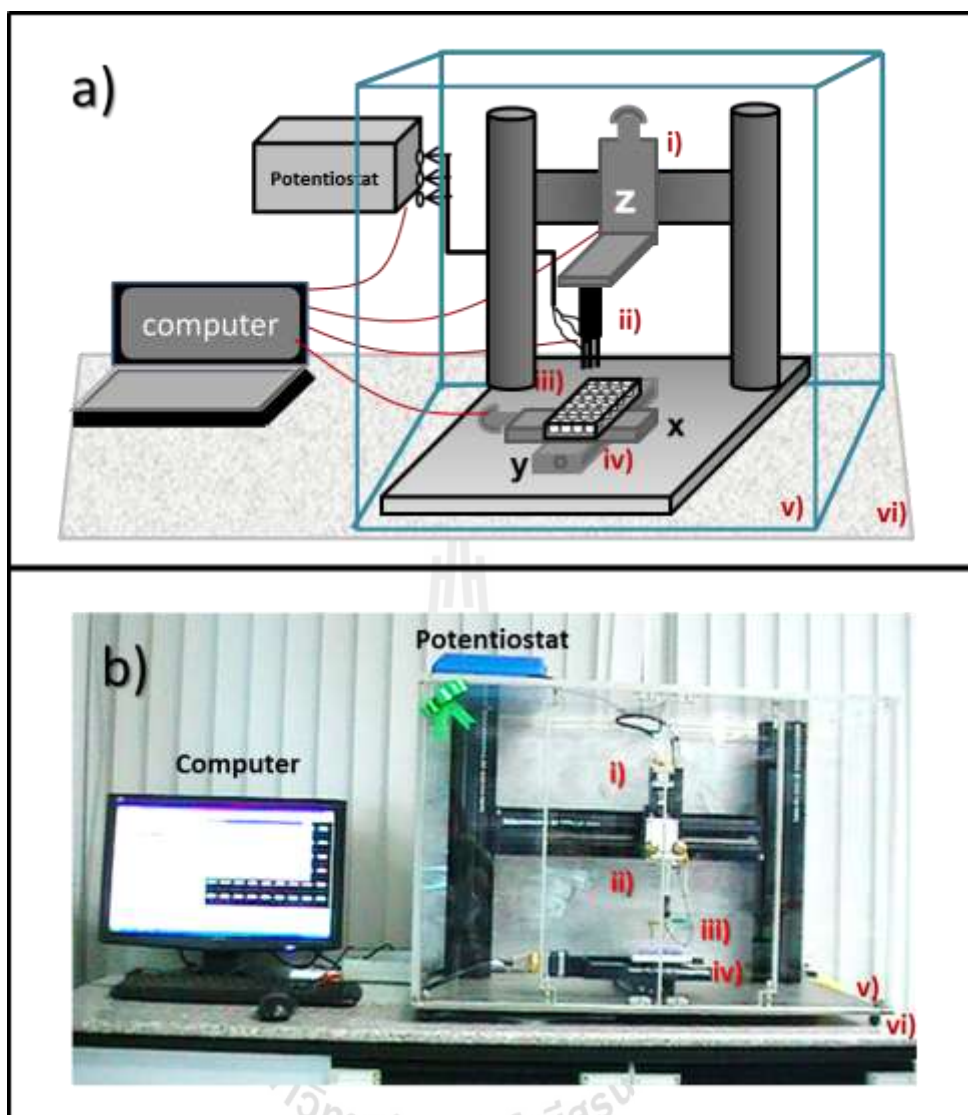 a)
i)
Potentiostat
z
computer
ii)
iii)
x
y
iv)
v)
vi)
b)
Potentiostat
Computer
i)
ii)
iii)
iv)
v)
vi)